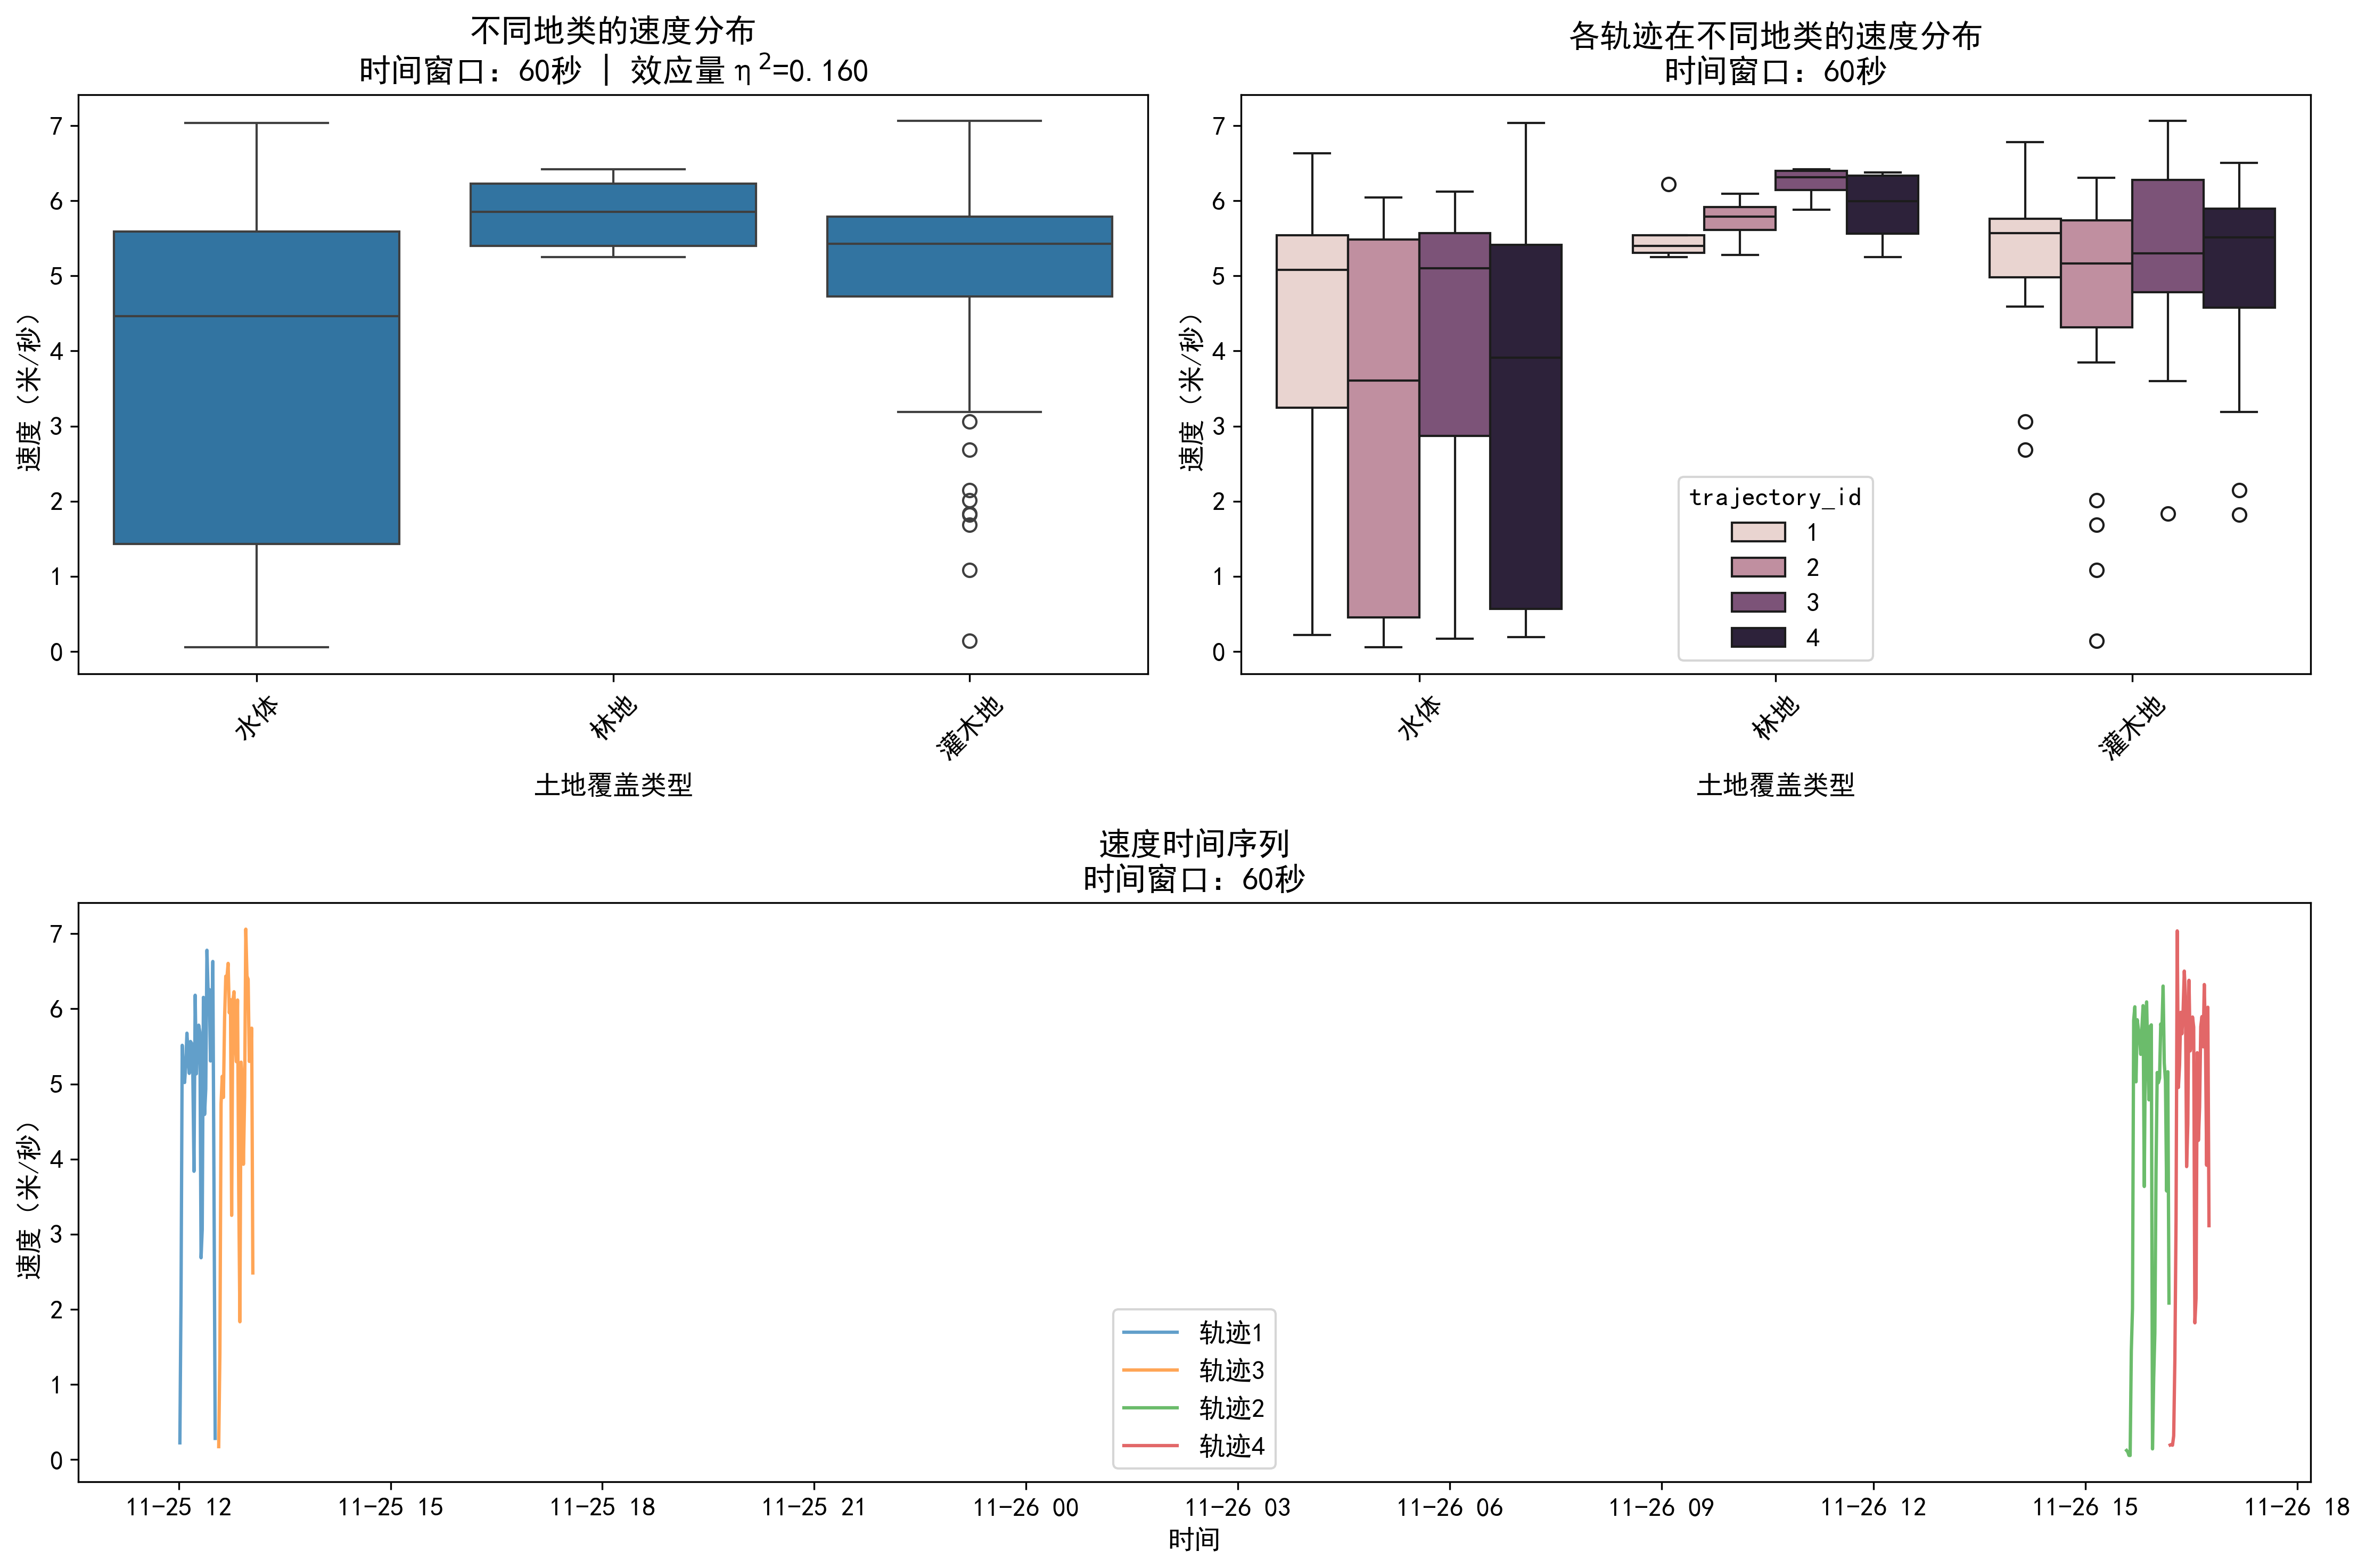 不同地类的速度分布
时间窗口: 60秒 | 效应量η²=0.160
7
6
5
4
3
2
1
0
速度 (米/秒)
水体
林地
灌木地
土地覆盖类型
各轨迹在不同地类的速度分布
时间窗口: 60秒
7
6
5
4
3
2
1
0
速度 (米/秒)
trajectory_id
1
2
3
4
水体
林地
灌木地
土地覆盖类型
速度时间序列
时间窗口: 60秒
7
6
5
4
3
2
1
0
速度 (米/秒)
轨迹1
轨迹3
轨迹2
轨迹4
11-25 12
11-25 15
11-25 18
11-25 21
11-26 00
11-26 03
11-26 06
11-26 09
11-26 12
11-26 15
11-26 18
时间